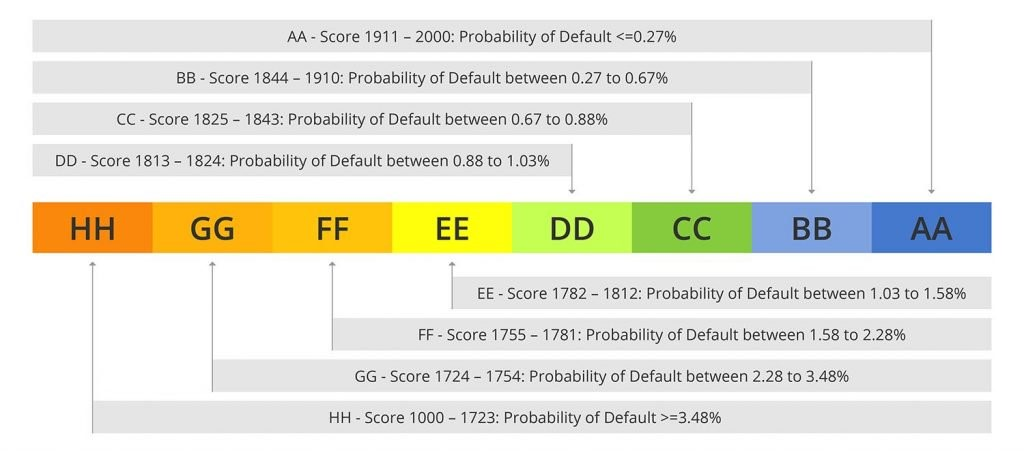 AA - Score 1911 – 2000: Probability of Default <=0.27%
BB - Score 1844 – 1910: Probability of Default between 0.27 to 0.67%
CC - Score 1825 – 1843: Probability of Default between 0.67 to 0.88%
DD - Score 1813 – 1824: Probability of Default between 0.88 to 1.03%
HH GG FF EE DD CC BB AA
EE - Score 1782 – 1812: Probability of Default between 1.03 to 1.58%
FF - Score 1755 – 1781: Probability of Default between 1.58 to 2.28%
GG - Score 1724 – 1754: Probability of Default between 2.28 to 3.48%
HH - Score 1000 – 1723: Probability of Default >=3.48%